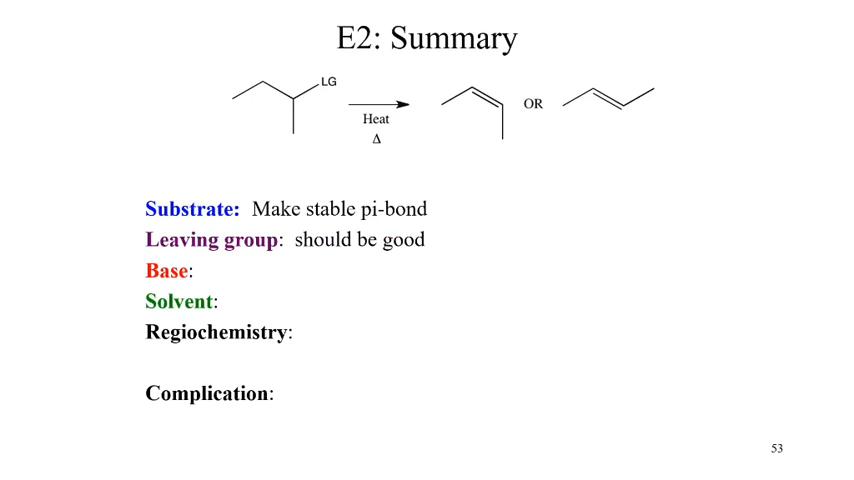 E2: Summary
LG
Heat
Δ
OR
Substrate: Make stable pi-bond
Leaving group: should be good
Base:
Solvent:
Regiochemistry:
Complication:
53